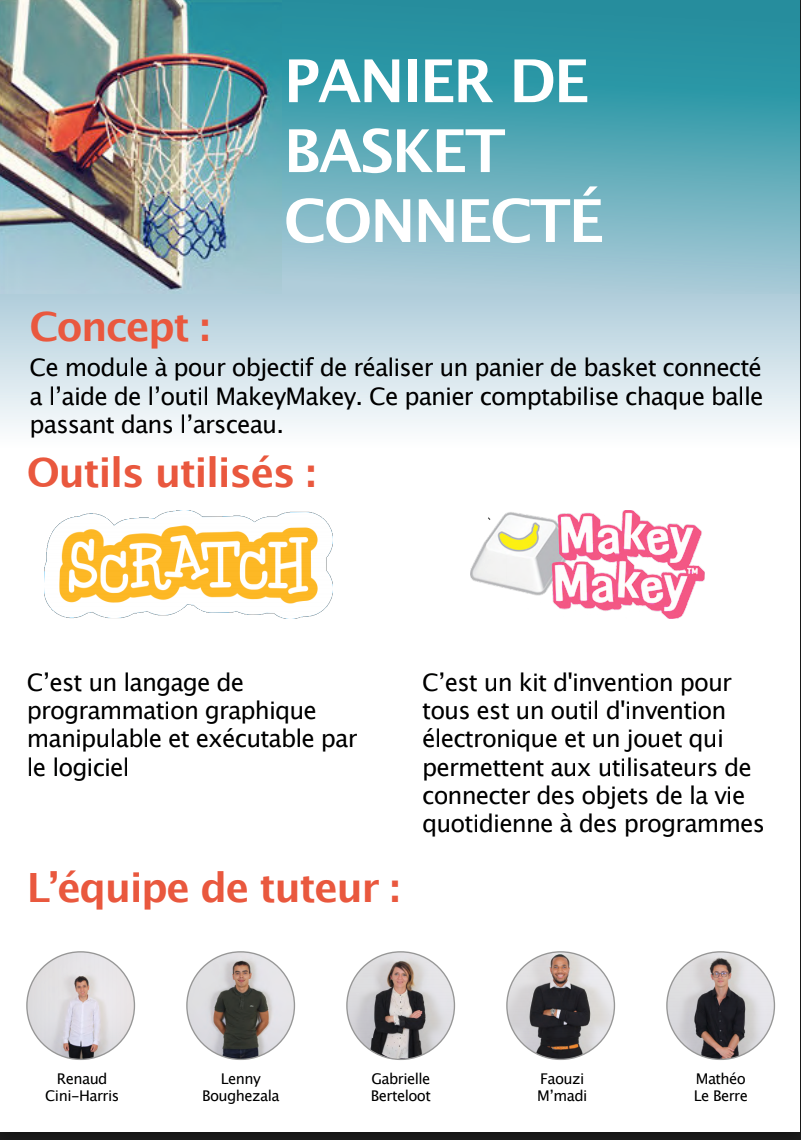 PANIER DE
BASKET
CONNECTÉ
Concept :
Ce module à pour objectif de réaliser un panier de basket connecté
a l’aide de l’outil MakeyMakey. Ce panier comptabilise chaque balle
passant dans l’arsceau.
Outils utilisés :
SCRATCH
Makey
Makey™
C’est un langage de
programmation graphique
manipulable et exécutable par
le logiciel
C’est un kit d'invention pour
tous est un outil d'invention
électronique et un jouet qui
permettent aux utilisateurs de
connecter des objets de la vie
quotidienne à des programmes
L’équipe de tuteur :
Renaud
Cini-Harris
Lenny
Boughezala
Gabrielle
Berteloot
Faouzi
M’madi
Mathéo
Le Berre